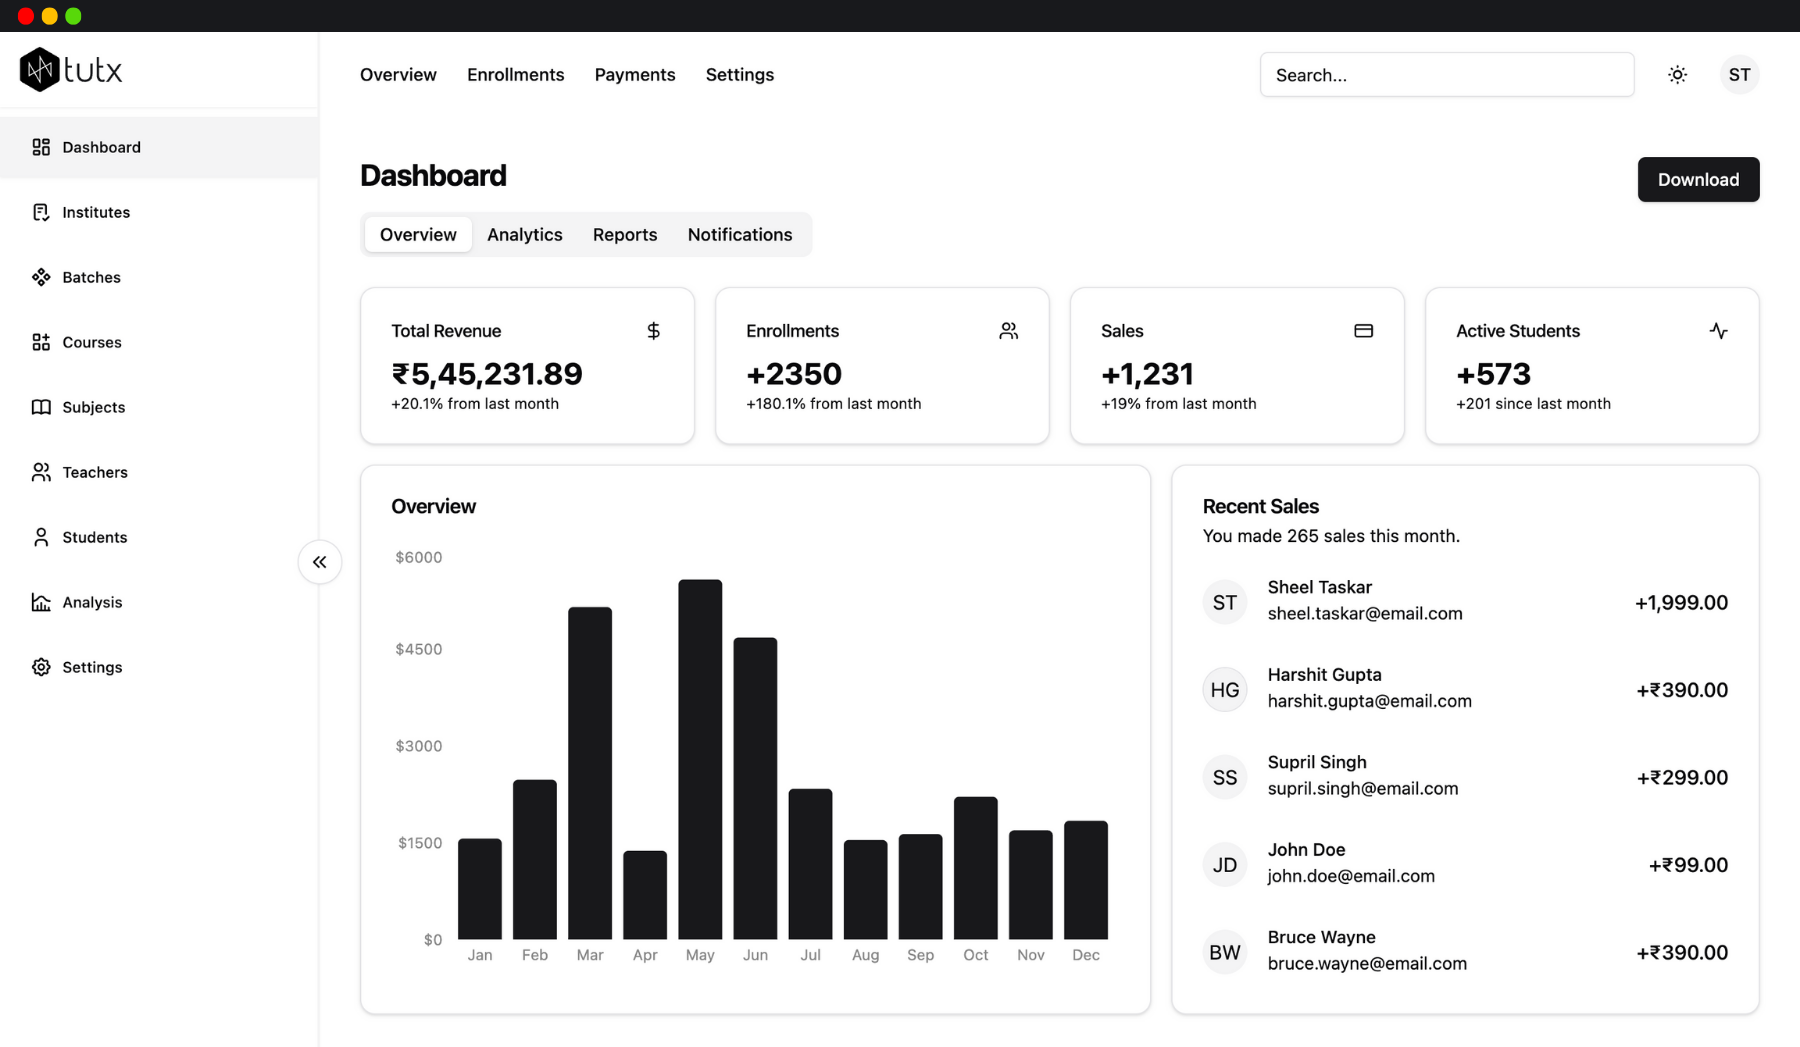 tutx
Overview Enrollments Payments Settings
Search...
ST
Dashboard
Institutes
Batches
Courses
Subjects
Teachers
Students
Analysis
Settings
Dashboard
Download
Overview Analytics Reports Notifications
Total Revenue
$
₹5,45,231.89
+20.1% from last month
Enrollments
+2350
+180.1% from last month
Sales
+1,231
+19% from last month
Active Students
+573
+201 since last month
Overview
$6000
$4500
$3000
$1500
$0
Jan Feb Mar Apr May Jun Jul Aug Sep Oct Nov Dec
Recent Sales
You made 265 sales this month.
ST
Sheel Taskar
sheel.taskar@email.com
+1,999.00
HG
Harshit Gupta
harshit.gupta@email.com
+₹390.00
SS
Supril Singh
supril.singh@email.com
+₹299.00
JD
John Doe
john.doe@email.com
+₹99.00
BW
Bruce Wayne
bruce.wayne@email.com
+₹390.00